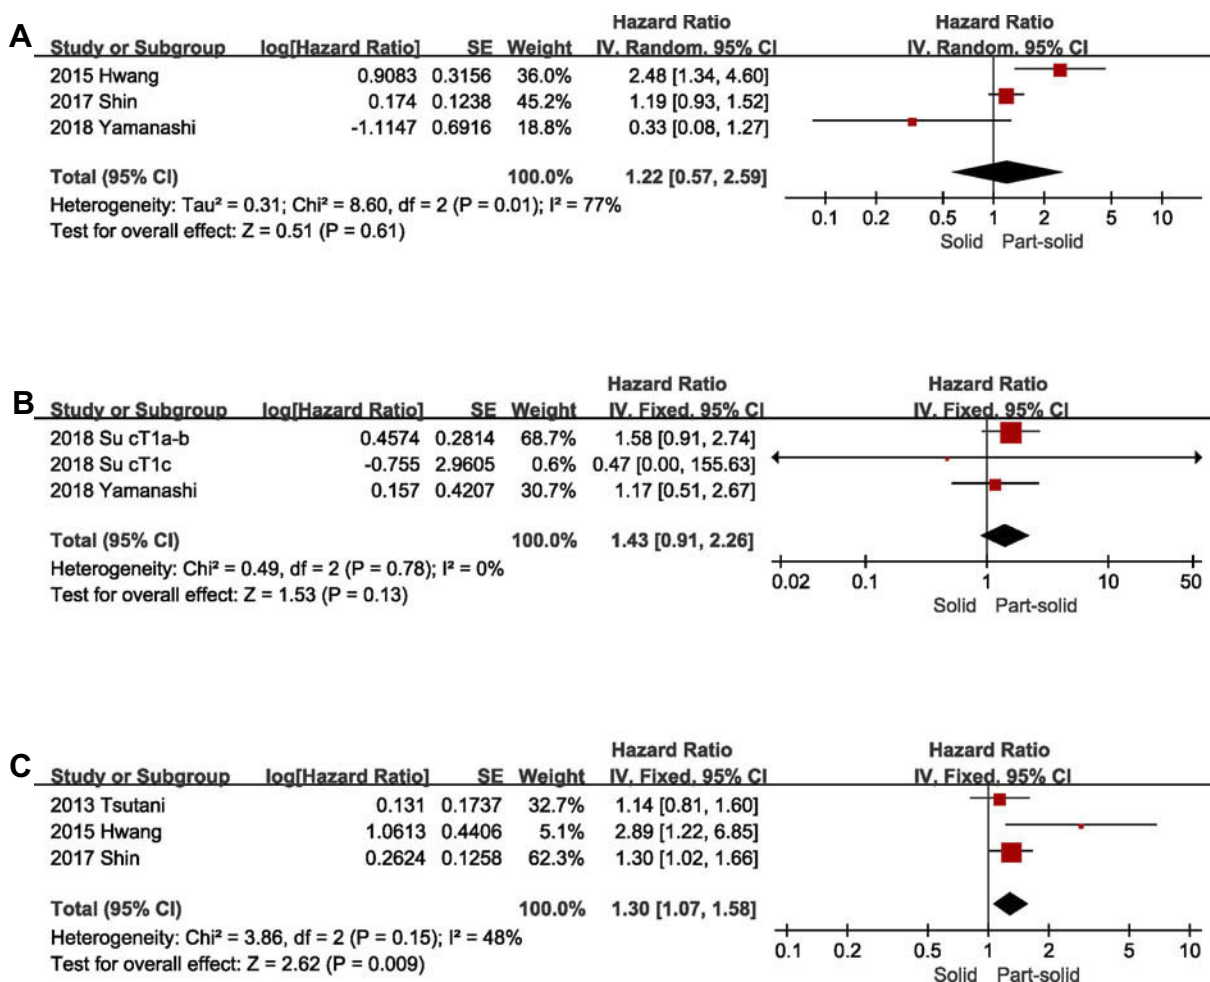 A
Hazard Ratio Hazard Ratio
Study or Subgroup log[Hazard Ratio] SE Weight IV. Random. 95% CI IV. Random. 95% CI
2015 Hwang 0.9083 0.3156 36.0% 2.48 [1.34, 4.60]
2017 Shin 0.174 0.1238 45.2% 1.19 [0.93, 1.52]
2018 Yamanashi -1.1147 0.6916 18.8% 0.33 [0.08, 1.27]
Total (95% CI) 100.0% 1.22 [0.57, 2.59]
Heterogeneity: Tau² = 0.31; Chi² = 8.60, df = 2 (P = 0.01); I² = 77%
Test for overall effect: Z = 0.51 (P = 0.61)
0.1 0.2 0.5 1 2 5 10
Solid Part-solid
B
Hazard Ratio Hazard Ratio
Study or Subgroup log[Hazard Ratio] SE Weight IV. Fixed. 95% CI IV. Fixed. 95% CI
2018 Su cT1a-b 0.4574 0.2814 68.7% 1.58 [0.91, 2.74]
2018 Su cT1c -0.755 2.9605 0.6% 0.47 [0.00, 155.63]
2018 Yamanashi 0.157 0.4207 30.7% 1.17 [0.51, 2.67]
Total (95% CI) 100.0% 1.43 [0.91, 2.26]
Heterogeneity: Chi² = 0.49, df = 2 (P = 0.78); I² = 0%
Test for overall effect: Z = 1.53 (P = 0.13)
0.02 0.1 1 10 50
Solid Part-solid
C
Hazard Ratio Hazard Ratio
Study or Subgroup log[Hazard Ratio] SE Weight IV. Fixed. 95% CI IV. Fixed. 95% CI
2013 Tsutani 0.131 0.1737 32.7% 1.14 [0.81, 1.60]
2015 Hwang 1.0613 0.4406 5.1% 2.89 [1.22, 6.85]
2017 Shin 0.2624 0.1258 62.3% 1.30 [1.02, 1.66]
Total (95% CI) 100.0% 1.30 [1.07, 1.58]
Heterogeneity: Chi² = 3.86, df = 2 (P = 0.15); I² = 48%
Test for overall effect: Z = 2.62 (P = 0.009)
0.1 0.2 0.5 1 2 5 10
Solid Part-solid